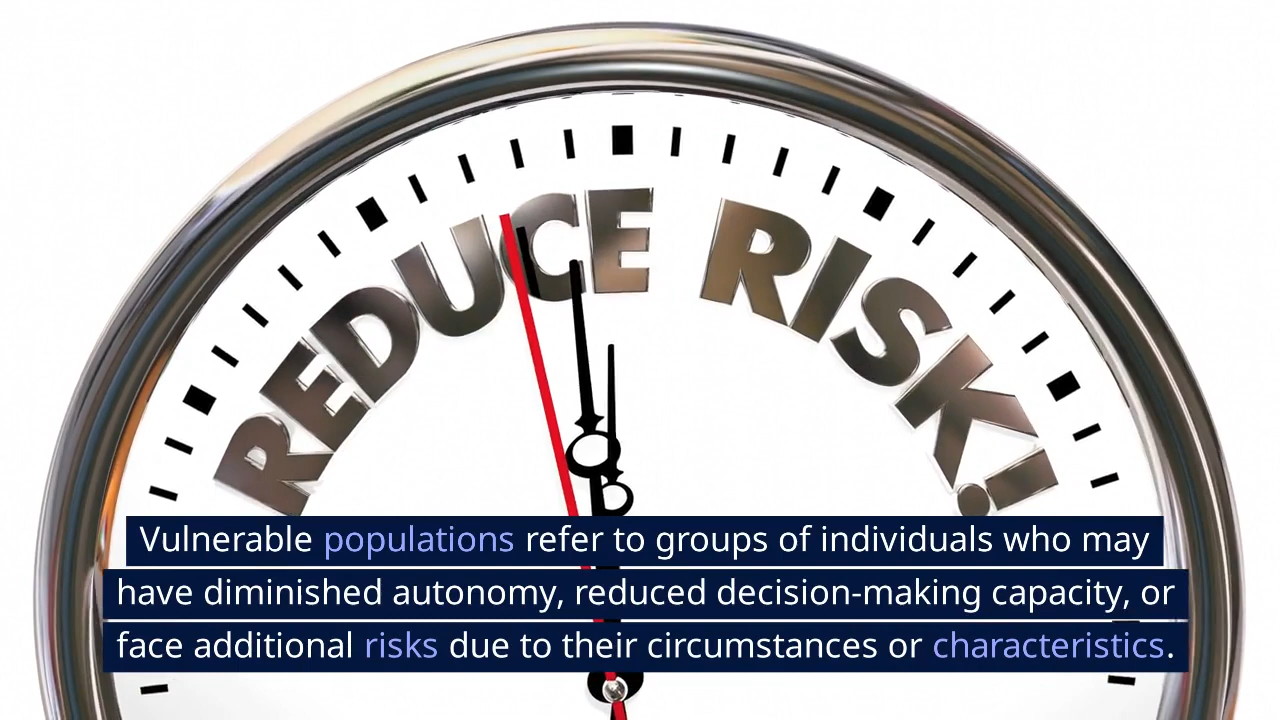 REDUCE RISK!
Vulnerable populations refer to groups of individuals who may
have diminished autonomy, reduced decision-making capacity, or
face additional risks due to their circumstances or characteristics.